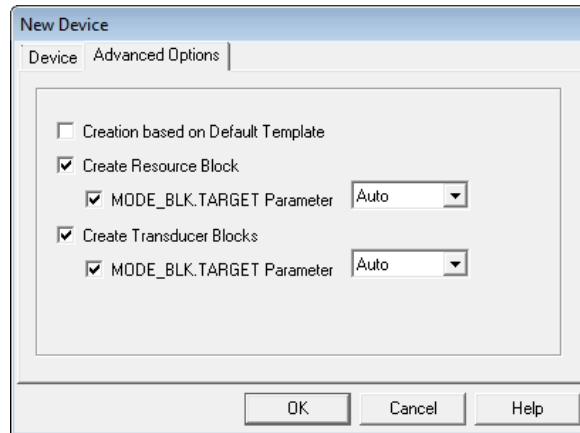 New Device
Device Advanced Options
Creation based on Default Template
Create Resource Block
MODE_BLK.TARGET Parameter Auto
Create Transducer Blocks
MODE_BLK.TARGET Parameter Auto
OK Cancel Help